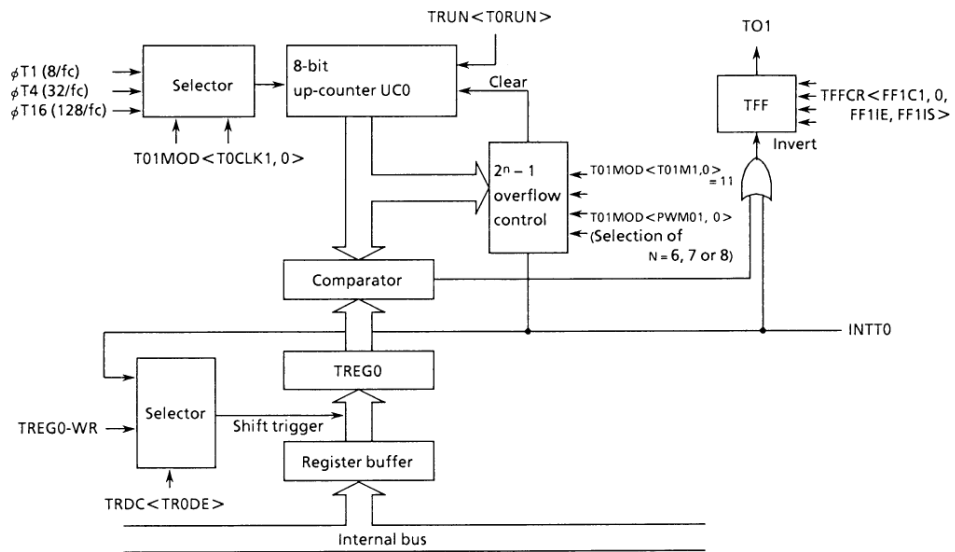 TRUN<T0RUN>
TO1
ϕT1 (8/fc)
ϕT4 (32/fc)
ϕT16 (128/fc)
Selector
8-bit
up-counter UC0
Clear
TFF
TFFCR<FF1C1, 0,
FF1IE, FF1IS>
Invert
T01MOD<T0CLK1, 0>
2ⁿ – 1
overflow
control
T01MOD<T01M1,0>
= 11
T01MOD<PWM01, 0>
(Selection of
N = 6, 7 or 8)
Comparator
INTT0
TREG0
Selector
TREG0-WR
Shift trigger
Register buffer
TRDC<TR0DE>
Internal bus